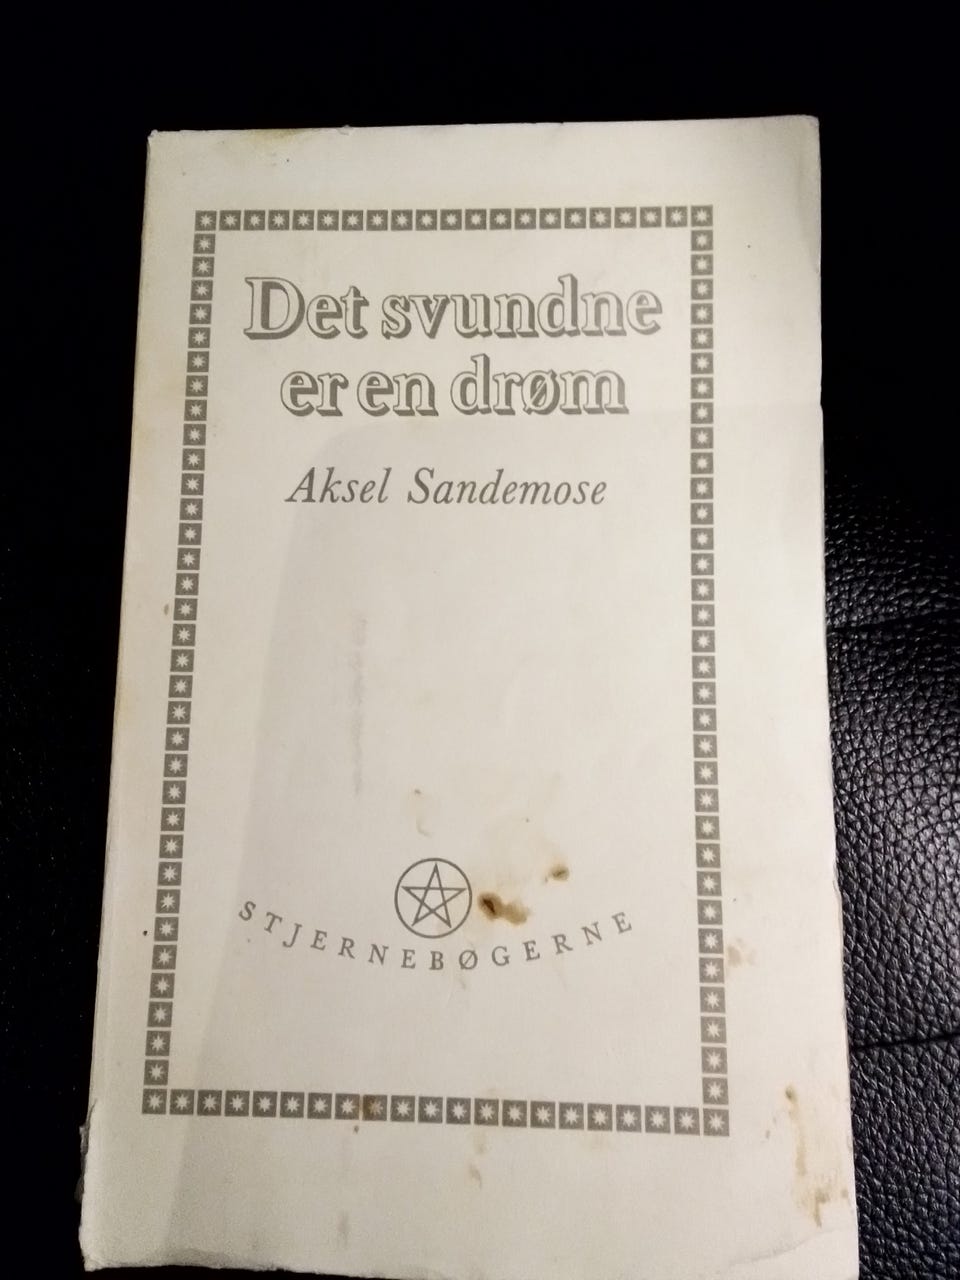 Det svundne
er en drøm
Aksel Sandemose
STJERNEBØGERNE